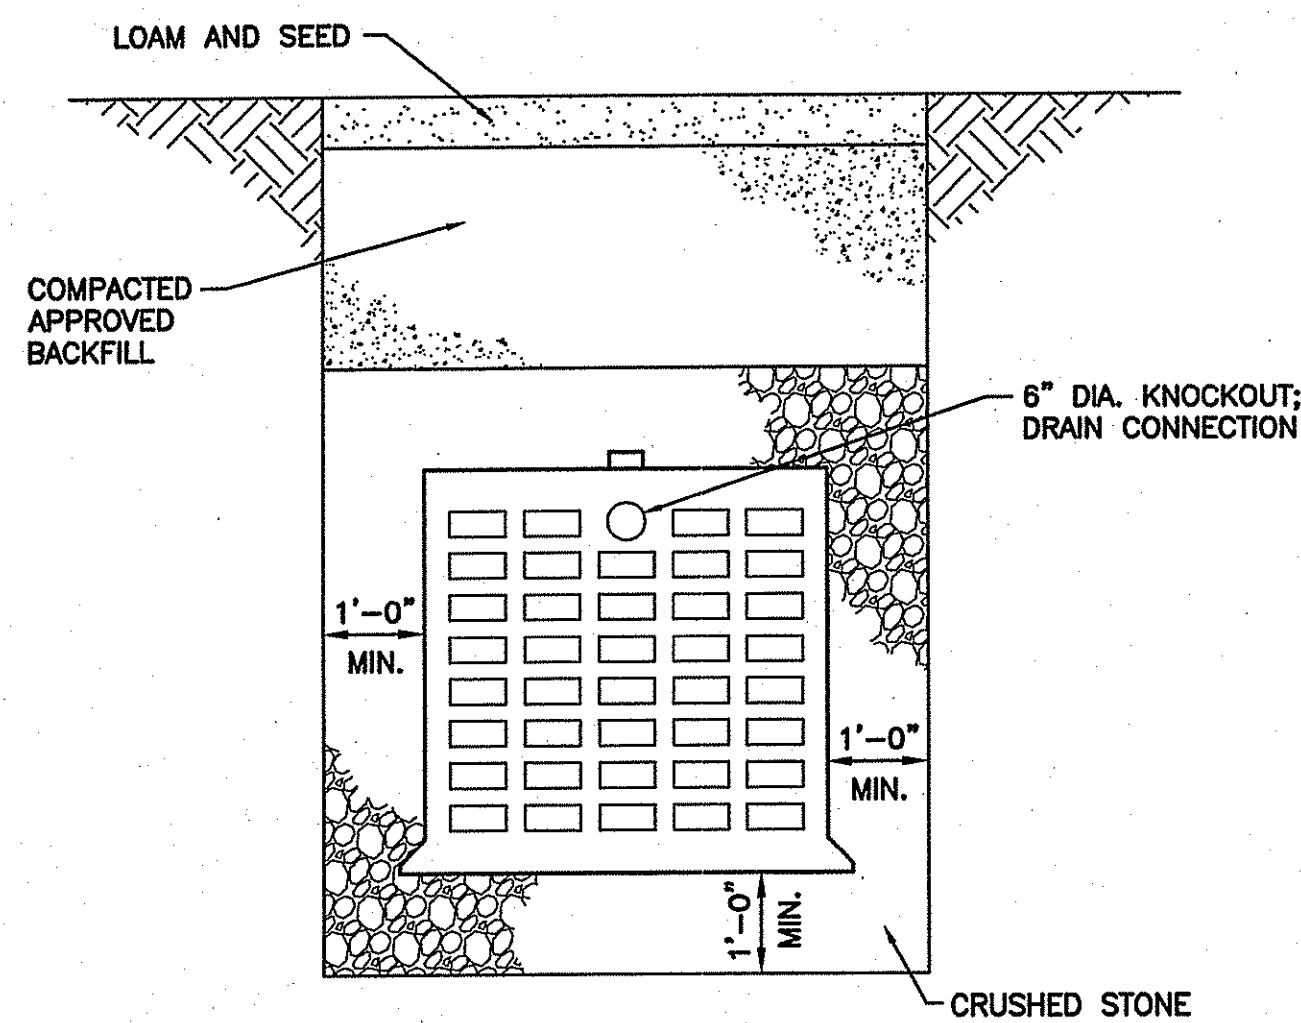 LOAM AND SEED
COMPACTED
APPROVED
BACKFILL
6" DIA. KNOCKOUT;
DRAIN CONNECTION
1'-0"
MIN.
1'-0"
MIN.
1'-0"
MIN.
CRUSHED STONE